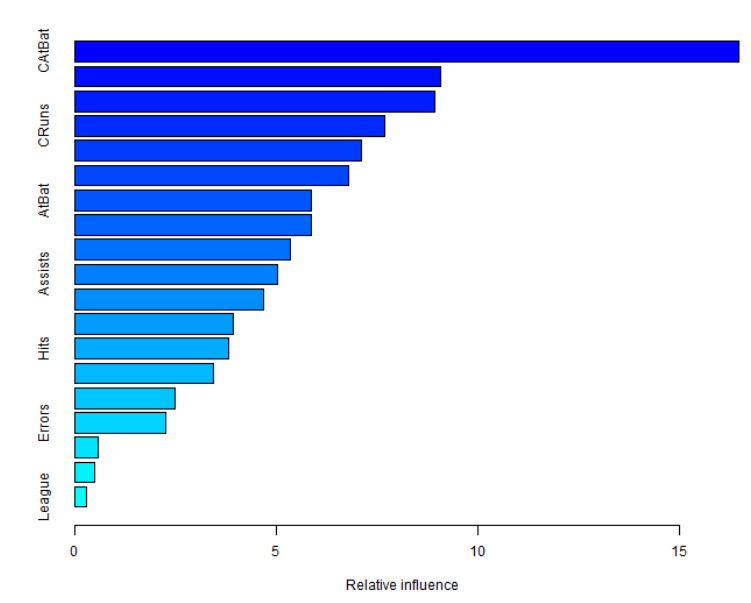 CAtBat
CRuns
AtBat
Assists
Hits
Errors
League
0 5 10 15
Relative influence